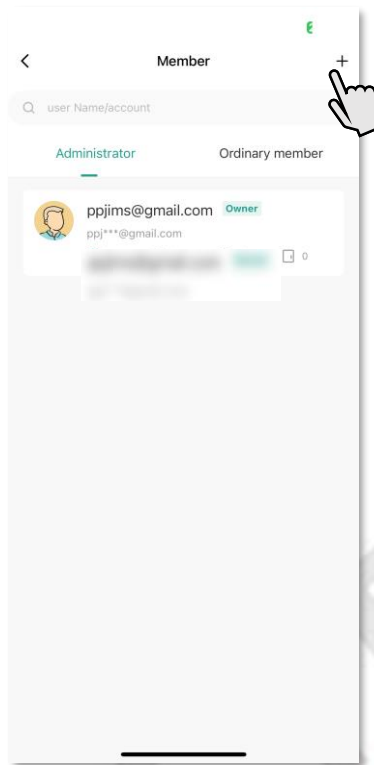 Member
user Name/account
Administrator Ordinary member
ppjims@gmail.com Owner
ppj***@gmail.com
0